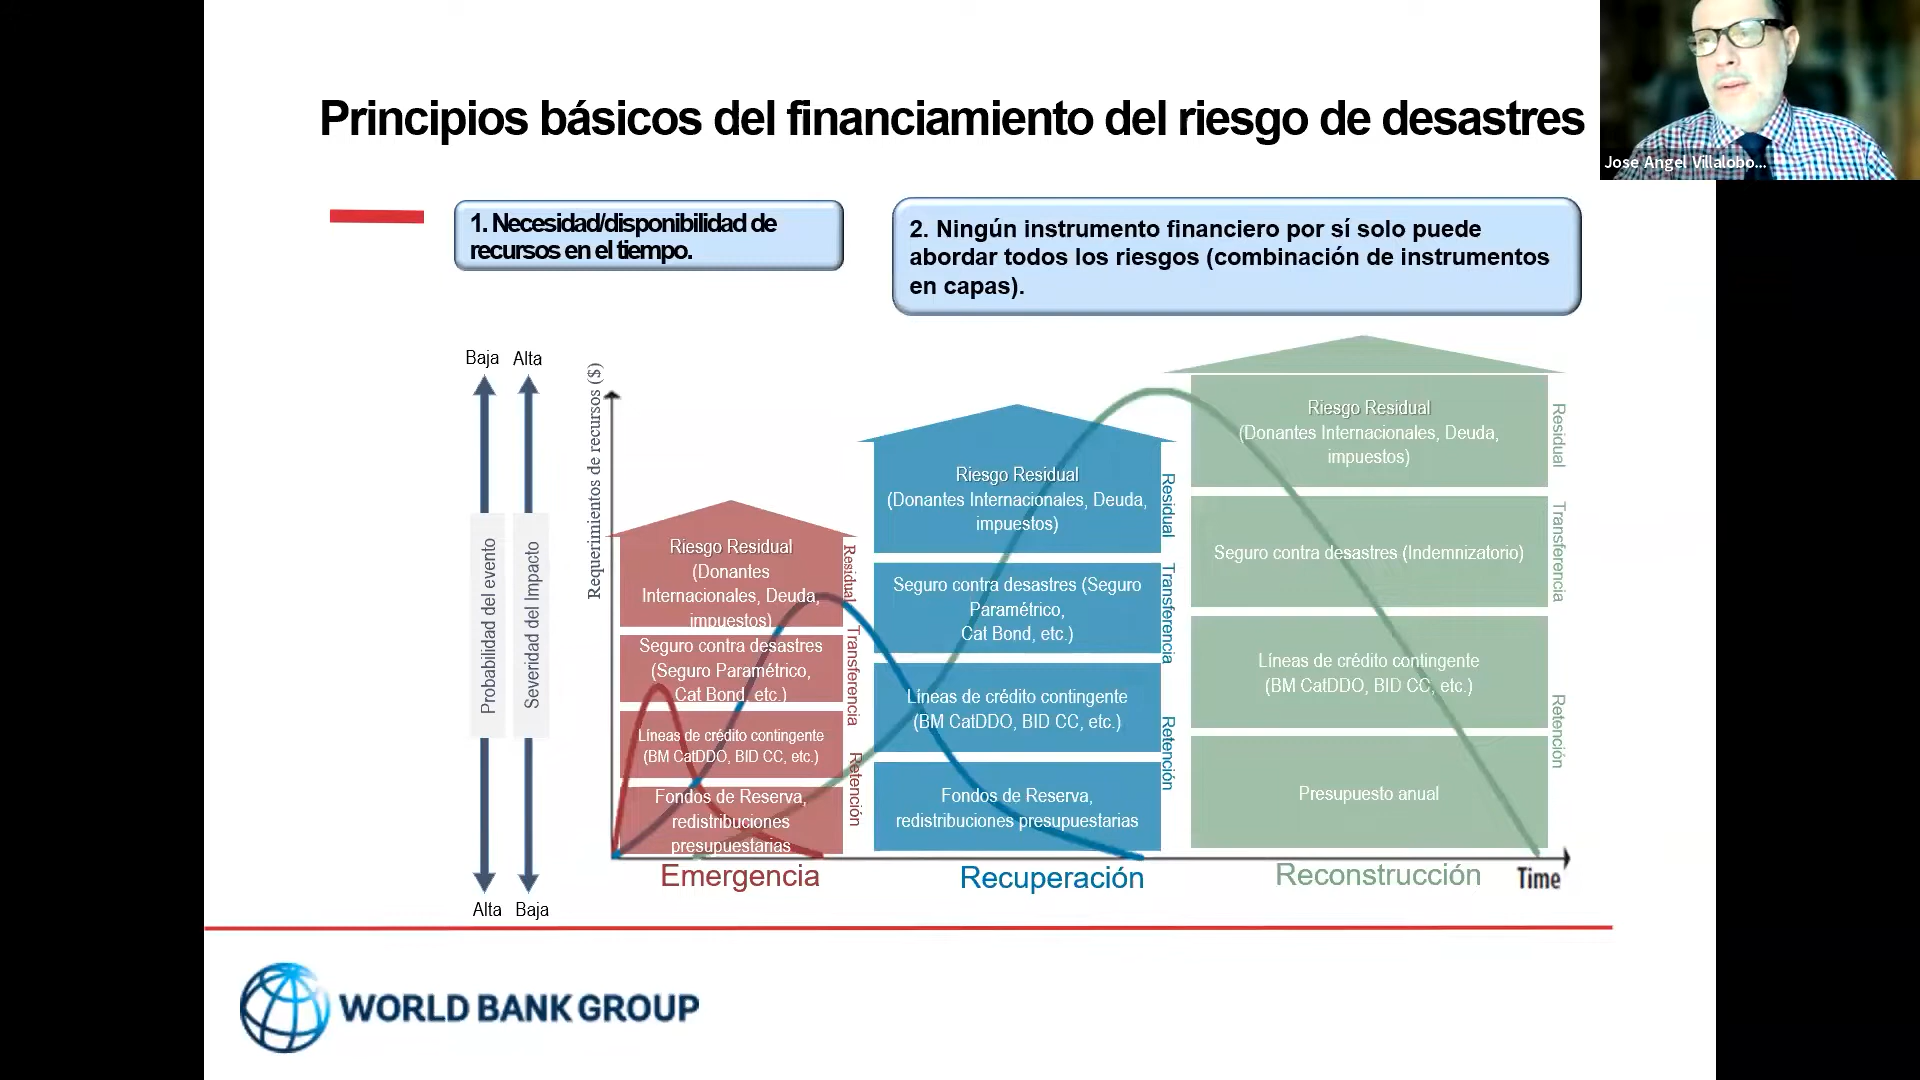 Principios básicos del financiamiento del riesgo de desastres
Jose Angel Villalobo...
1. Necesidad/disponibilidad de
recursos en el tiempo.
2. Ningún instrumento financiero por sí solo puede
abordar todos los riesgos (combinación de instrumentos
en capas).
Baja
Alta
Probabilidad del evento
Severidad del Impacto
Alta
Baja
Requerimientos de recursos ($)
Riesgo Residual
(Donantes
Internacionales, Deuda,
impuestos)
Seguro contra desastres
(Seguro Paramétrico,
Cat Bond, etc.)
Líneas de crédito contingente
(BM CatDDO, BID CC, etc.)
Fondos de Reserva,
redistribuciones
presupuestarias
Residual
Transferencia
Retención
Emergencia
Riesgo Residual
(Donantes Internacionales, Deuda,
impuestos)
Seguro contra desastres (Seguro
Paramétrico,
Cat Bond, etc.)
Líneas de crédito contingente
(BM CatDDO, BID CC, etc.)
Fondos de Reserva,
redistribuciones presupuestarias
Residual
Transferencia
Retención
Recuperación
Riesgo Residual
(Donantes Internacionales, Deuda,
impuestos)
Seguro contra desastres (Indemnizatorio)
Líneas de crédito contingente
(BM CatDDO, BID CC, etc.)
Presupuesto anual
Residual
Transferencia
Retención
Reconstrucción
Time
WORLD BANK GROUP